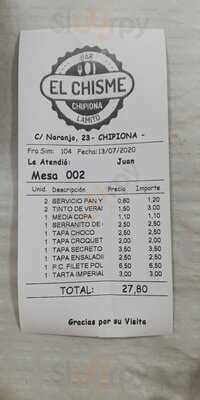 BAR
EL CHISME
CHIPIONA
LAMITO
C/ Naranjo, 23 - CHIPIONA -
Fra Sim: 104 Fecha: 13/07/2020
Le Atendió: Juan
Mesa 002
Unid. Descripción Precio Importe
2 SERVICIO PAN Y 0,60 1,20
2 TINTO DE VERAN 1,50 3,00
1 MEDIA COPA 1,10 1,10
1 SERRANITO DE 2,50 2,50
1 TAPA CHOCO 2,50 2,50
1 TAPA CROQUET 2,00 2,00
1 TAPA SECRETO 3,50 3,50
1 TAPA ENSALADI 2,50 2,50
1 P.C. FILETE POL 6,50 6,50
1 TARTA IMPERIAL 3,00 3,00
TOTAL: 27,80
Gracias por su Visita